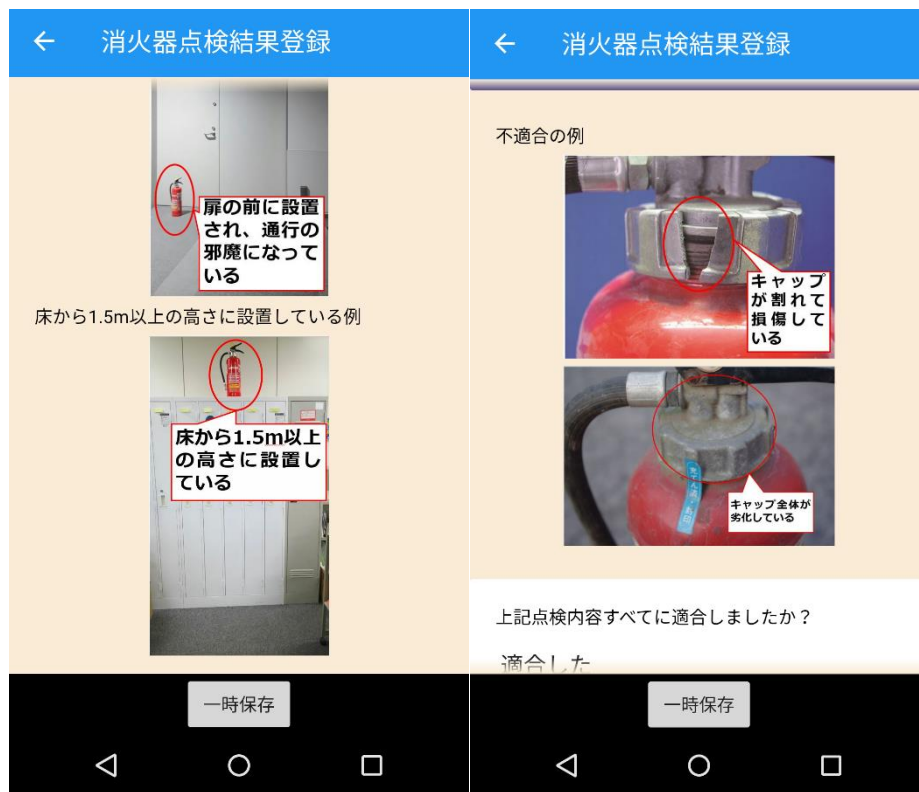 消火器点検結果登録
扉の前に設置
され、通行の
邪魔になって
いる
床から1.5m以上の高さに設置している例
床から1.5m以上
の高さに設置し
ている
一時保存
消火器点検結果登録
不適合の例
キャップ
が割れて
損傷して
いる
キャップ全体が
劣化している
上記点検内容すべてに適合しましたか？
適合した
一時保存